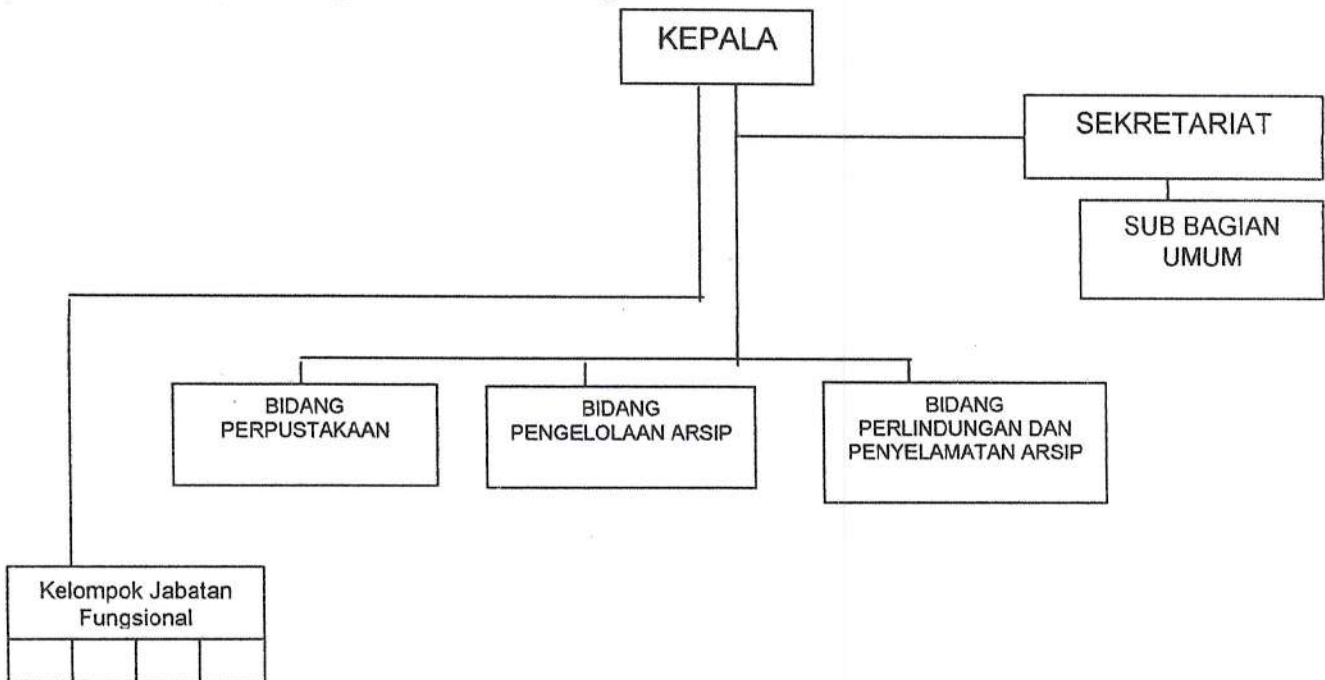 KEPALA
SEKRETARIAT
SUB BAGIAN
UMUM
BIDANG
PERPUSTAKAAN
BIDANG
PENGELOLAAN ARSIP
BIDANG
PERLINDUNGAN DAN
PENYELAMATAN ARSIP
Kelompok Jabatan
Fungsional